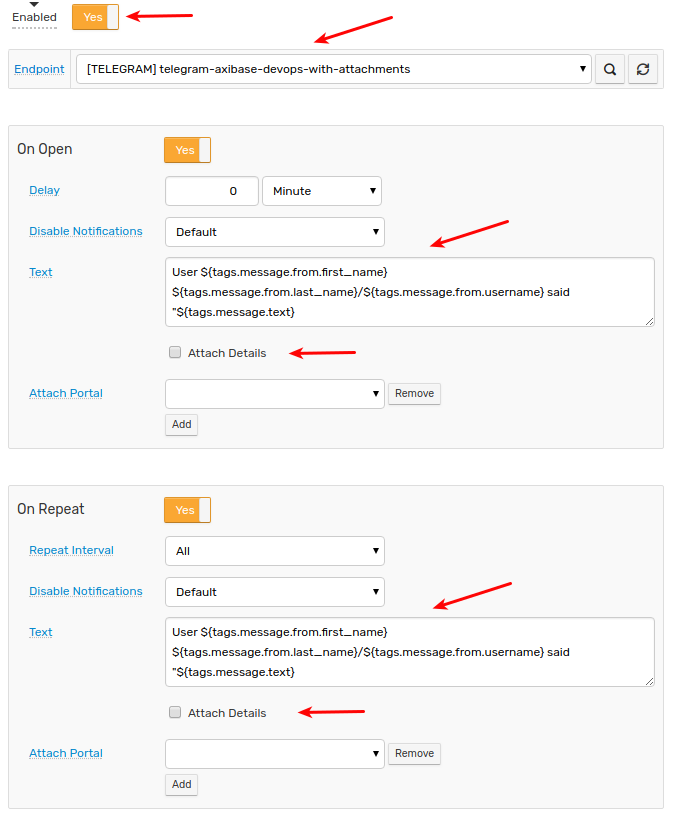 Enabled Yes
Endpoint [TELEGRAM] telegram-axibase-devops-with-attachments
On Open Yes
Delay 0 Minute
Disable Notifications Default
Text User ${tags.message.from.first_name}
${tags.message.from.last_name}/${tags.message.from.username} said
"${tags.message.text}
Attach Details
Attach Portal Remove
Add
On Repeat Yes
Repeat Interval All
Disable Notifications Default
Text User ${tags.message.from.first_name}
${tags.message.from.last_name}/${tags.message.from.username} said
"${tags.message.text}
Attach Details
Attach Portal Remove
Add